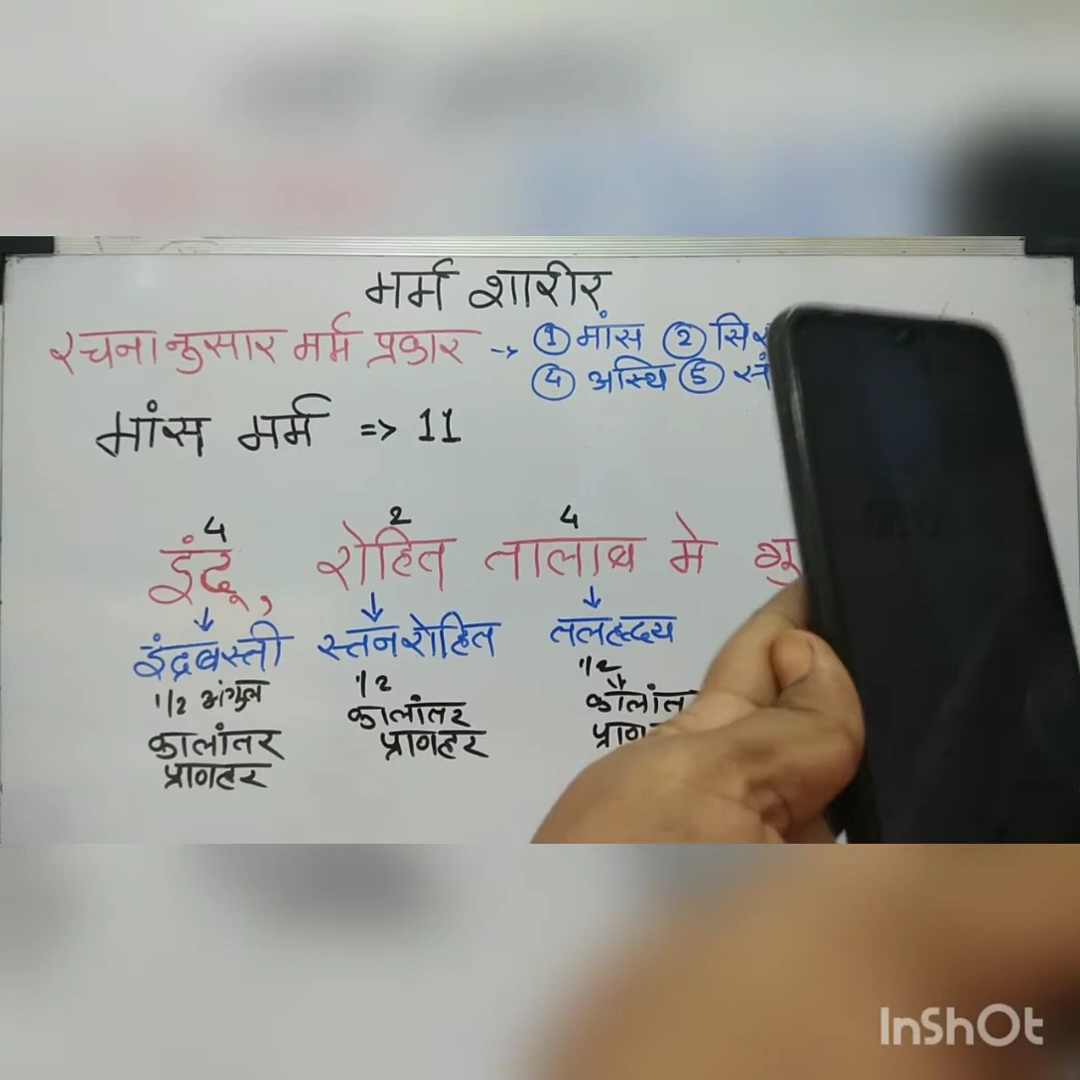 मर्म शारीर
रचनानुसार मर्म प्रकार -> ① मांस ②
④ अस्थि ⑤
मांस मर्म => 11
4 2 4
इंदू, रोहित तालाब मे
इंद्रबस्ती स्तनरोहित तलहृदय
1/2 अंगुल 1/2 1/2
कालांतर कालांतर
प्राणहर प्राणहर
InShOt